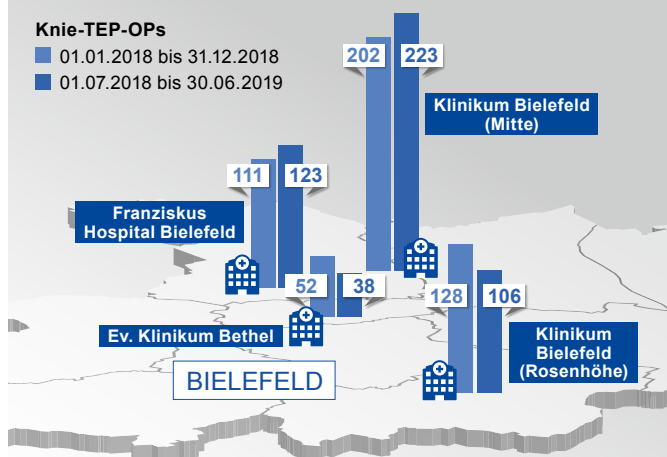 Knie-TEP-OPs
01.01.2018 bis 31.12.2018
01.07.2018 bis 30.06.2019
202
223
Klinikum Bielefeld
(Mitte)
111
123
Franziskus
Hospital Bielefeld
52
38
Ev. Klinikum Bethel
128
106
Klinikum
Bielefeld
(Rosenhöhe)
BIELEFELD